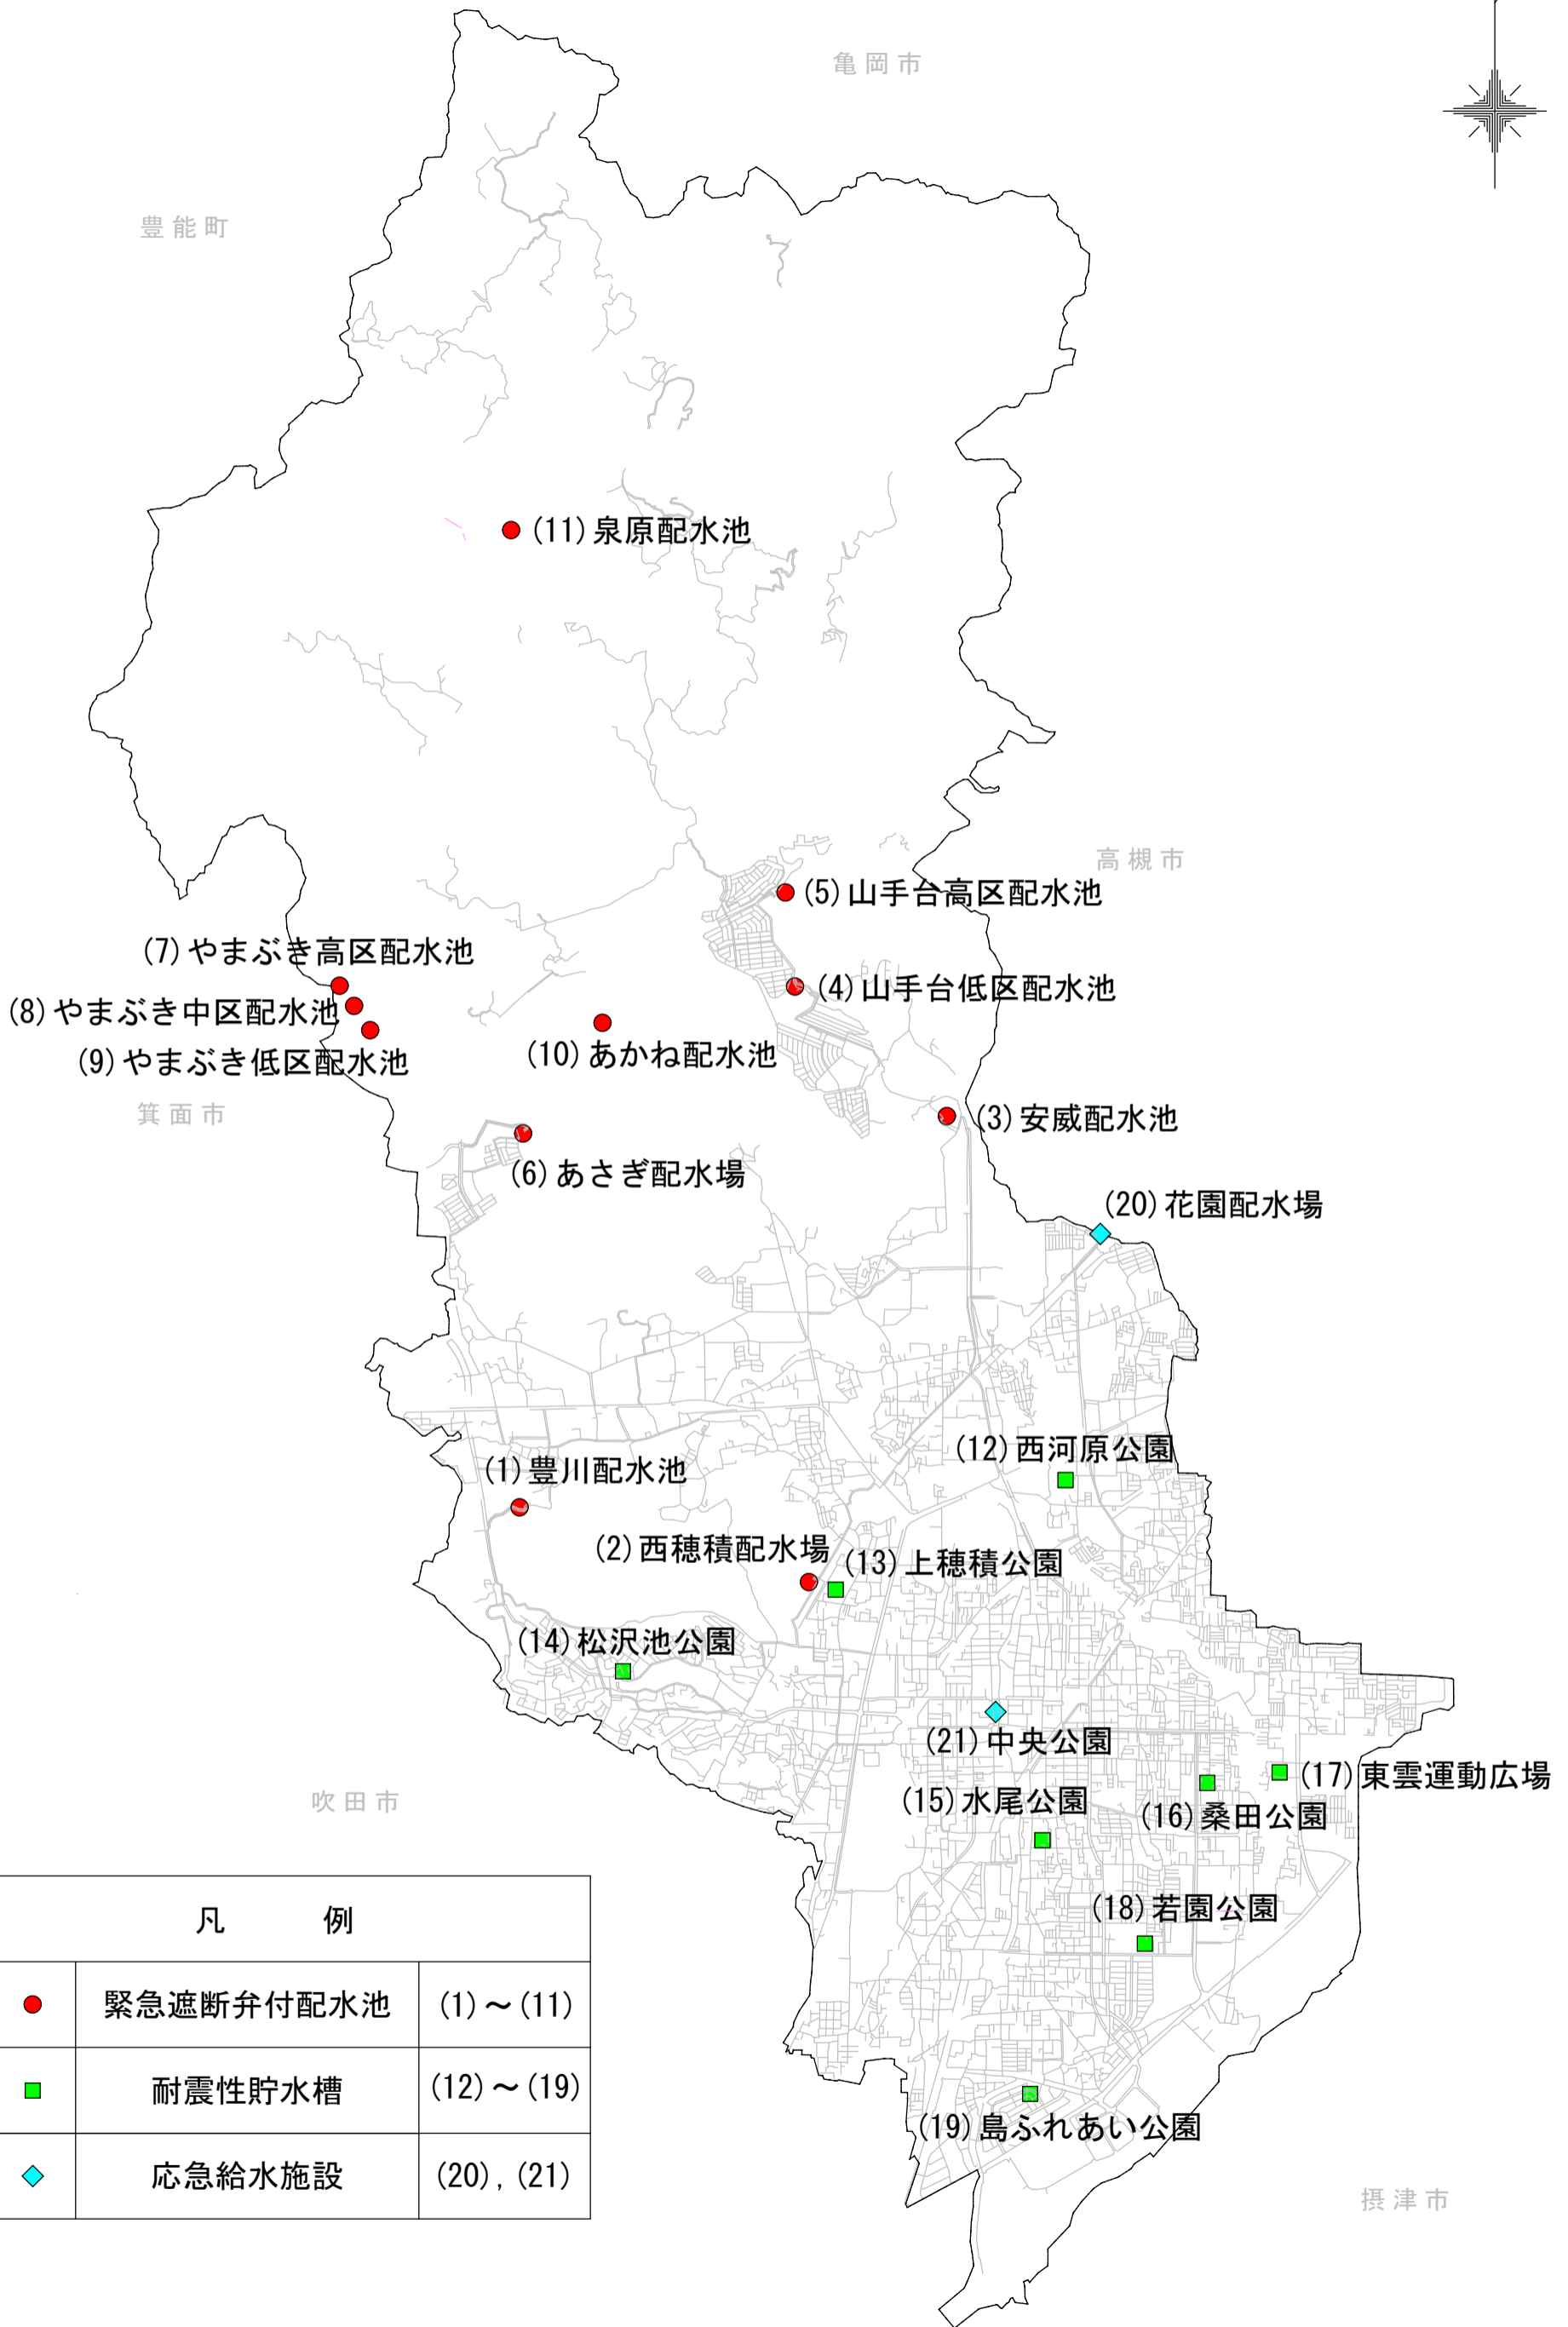 亀岡市
豊能町
(11)泉原配水池
高槻市
(5)山手台高区配水池
(7)やまぶき高区配水池
(4)山手台低区配水池
(8)やまぶき中区配水池
(10)あかね配水池
(9)やまぶき低区配水池
箕面市
(3)安威配水池
(6)あさぎ配水場
(20)花園配水場
(12)西河原公園
(1)豊川配水池
(2)西穂積配水場
(13)上穂積公園
(14)松沢池公園
(21)中央公園
(17)東雲運動広場
吹田市
(15)水尾公園
(16)桑田公園
(18)若園公園
(19)島ふれあい公園
摂津市
凡 例
緊急遮断弁付配水池 (1)～(11)
耐震性貯水槽 (12)～(19)
応急給水施設 (20),(21)